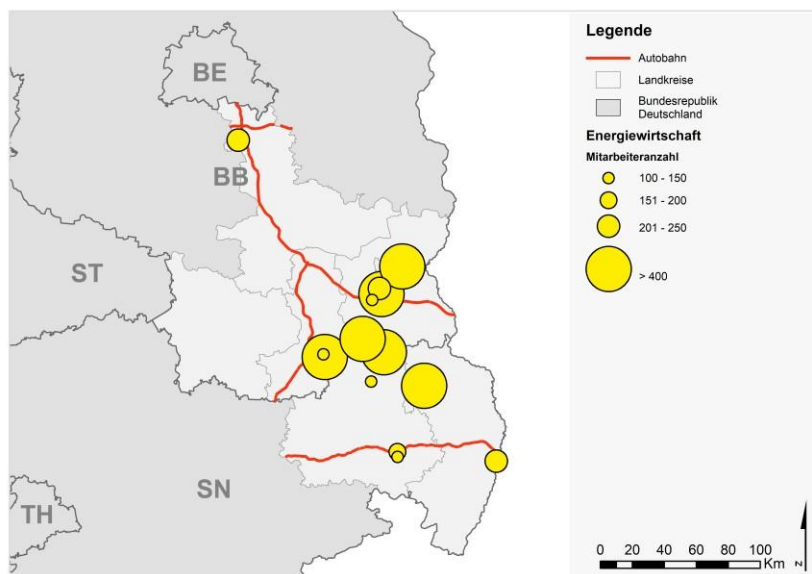 BE
BB
ST
SN
TH
Legende
Autobahn
Landkreise
Bundesrepublik
Deutschland
Energiewirtschaft
Mitarbeiteranzahl
100 - 150
151 - 200
201 - 250
> 400
0 20 40 60 80 100
Km
N